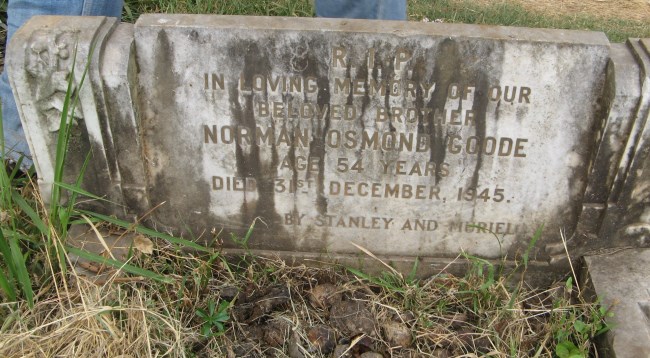 R.I.P.
IN LOVING MEMORY OF OUR
BELOVED BROTHER
NORMAN OSMOND GOODE
AGE 54 YEARS
DIED 31ST DECEMBER, 1945.
BY STANLEY AND MURIEL